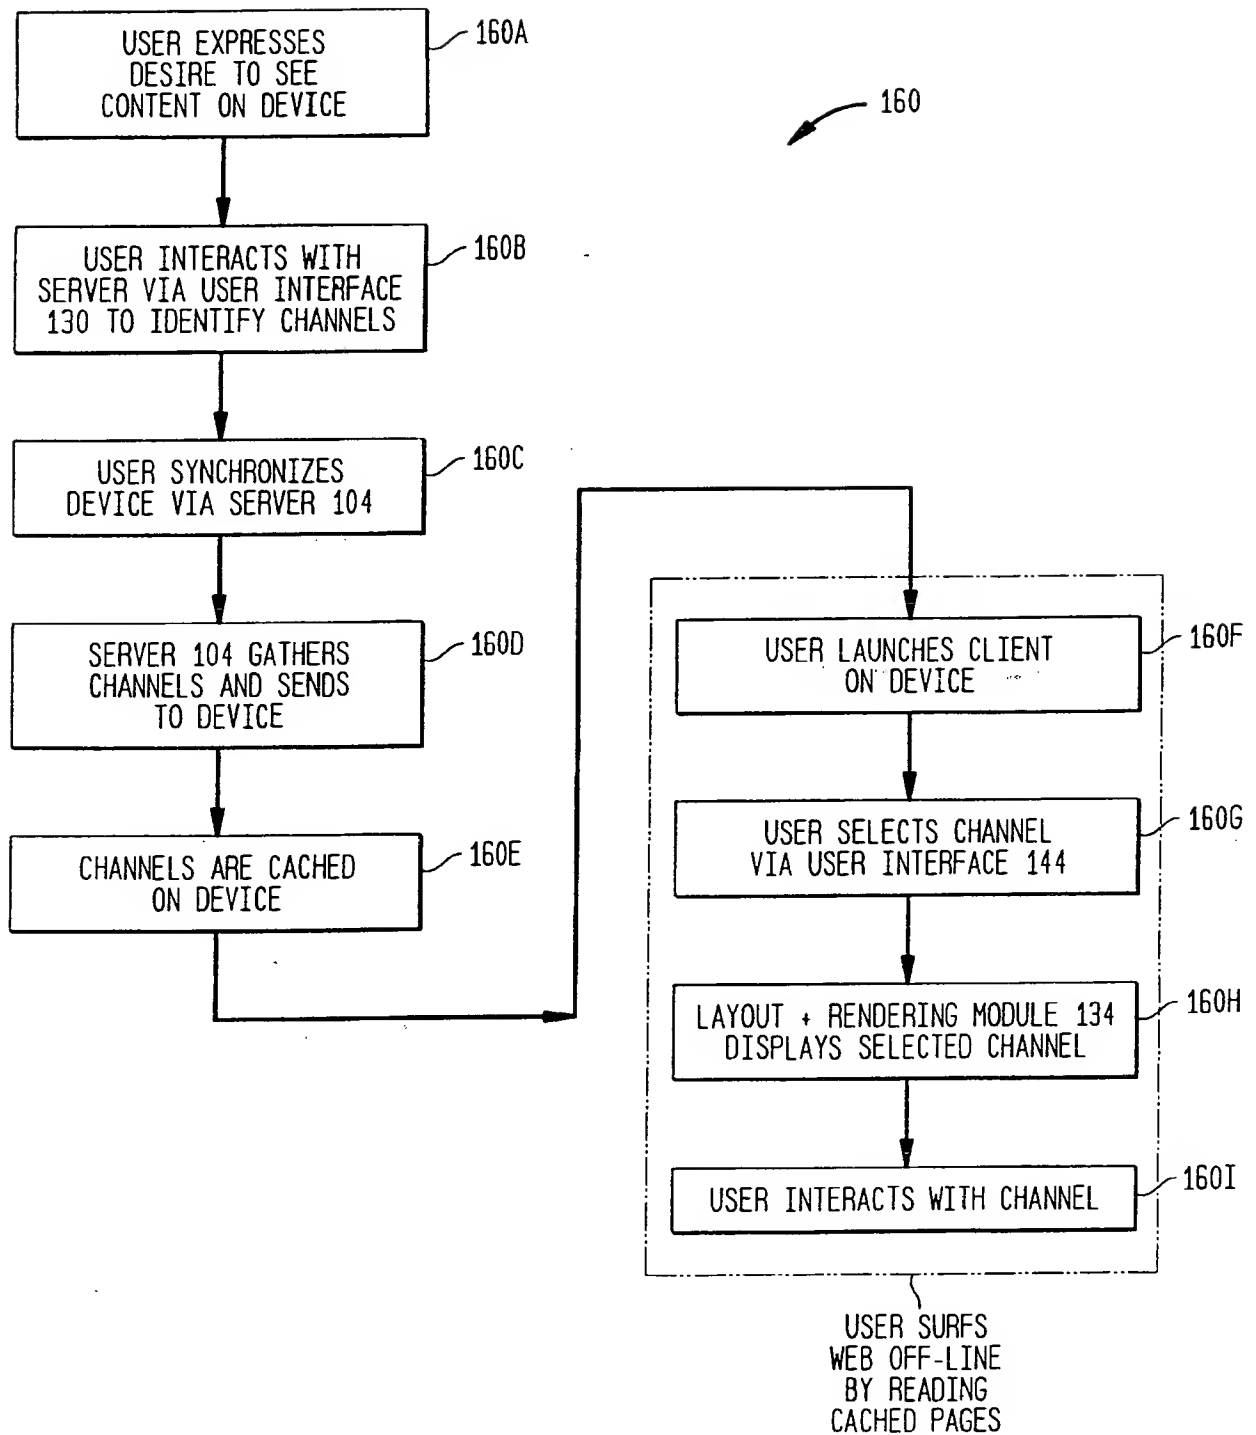 USER EXPRESSES
DESIRE TO SEE
CONTENT ON DEVICE
160A
160
USER INTERACTS WITH
SERVER VIA USER INTERFACE
130 TO IDENTIFY CHANNELS
160B
USER SYNCHRONIZES
DEVICE VIA SERVER 104
160C
SERVER 104 GATHERS
CHANNELS AND SENDS
TO DEVICE
160D
CHANNELS ARE CACHED
ON DEVICE
160E
USER LAUNCHES CLIENT
ON DEVICE
160F
USER SELECTS CHANNEL
VIA USER INTERFACE 144
160G
LAYOUT + RENDERING MODULE 134
DISPLAYS SELECTED CHANNEL
160H
USER INTERACTS WITH CHANNEL
160I
USER SURFS
WEB OFF-LINE
BY READING
CACHED PAGES